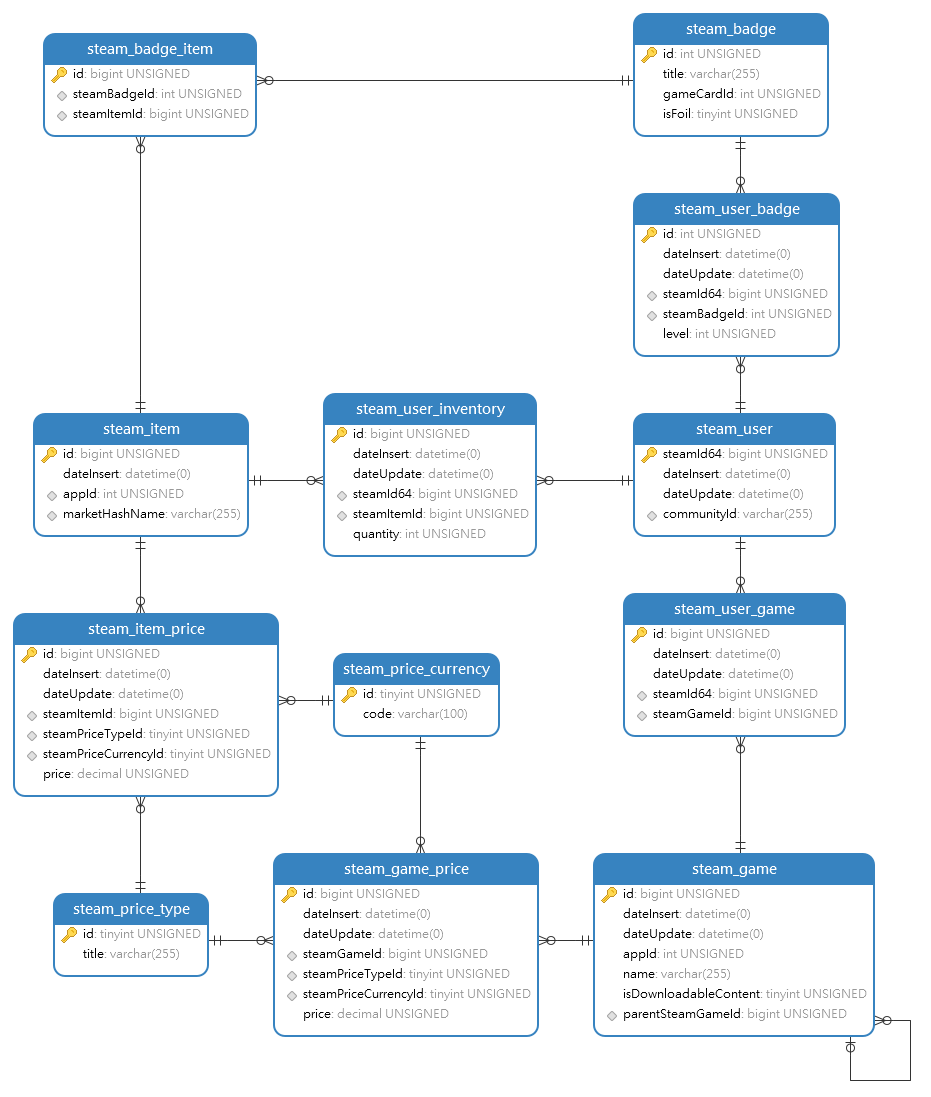 steam_badge_item
id: bigint UNSIGNED
steamBadgeId: int UNSIGNED
steamItemId: bigint UNSIGNED
steam_badge
id: int UNSIGNED
title: varchar(255)
gameCardId: int UNSIGNED
isFoil: tinyint UNSIGNED
steam_user_badge
id: int UNSIGNED
dateInsert: datetime(0)
dateUpdate: datetime(0)
steamId64: bigint UNSIGNED
steamBadgeId: int UNSIGNED
level: int UNSIGNED
steam_item
id: bigint UNSIGNED
dateInsert: datetime(0)
appId: int UNSIGNED
marketHashName: varchar(255)
steam_user_inventory
id: bigint UNSIGNED
dateInsert: datetime(0)
dateUpdate: datetime(0)
steamId64: bigint UNSIGNED
steamItemId: bigint UNSIGNED
quantity: int UNSIGNED
steam_user
steamId64: bigint UNSIGNED
dateInsert: datetime(0)
dateUpdate: datetime(0)
communityId: varchar(255)
steam_item_price
id: bigint UNSIGNED
dateInsert: datetime(0)
dateUpdate: datetime(0)
steamItemId: bigint UNSIGNED
steamPriceTypeId: tinyint UNSIGNED
steamPriceCurrencyId: tinyint UNSIGNED
price: decimal UNSIGNED
steam_price_currency
id: tinyint UNSIGNED
code: varchar(100)
steam_user_game
id: bigint UNSIGNED
dateInsert: datetime(0)
dateUpdate: datetime(0)
steamId64: bigint UNSIGNED
steamGameId: bigint UNSIGNED
steam_price_type
id: tinyint UNSIGNED
title: varchar(255)
steam_game_price
id: bigint UNSIGNED
dateInsert: datetime(0)
dateUpdate: datetime(0)
steamGameId: bigint UNSIGNED
steamPriceTypeId: tinyint UNSIGNED
steamPriceCurrencyId: tinyint UNSIGNED
price: decimal UNSIGNED
steam_game
id: bigint UNSIGNED
dateInsert: datetime(0)
dateUpdate: datetime(0)
appId: int UNSIGNED
name: varchar(255)
isDownloadableContent: tinyint UNSIGNED
parentSteamGameId: bigint UNSIGNED